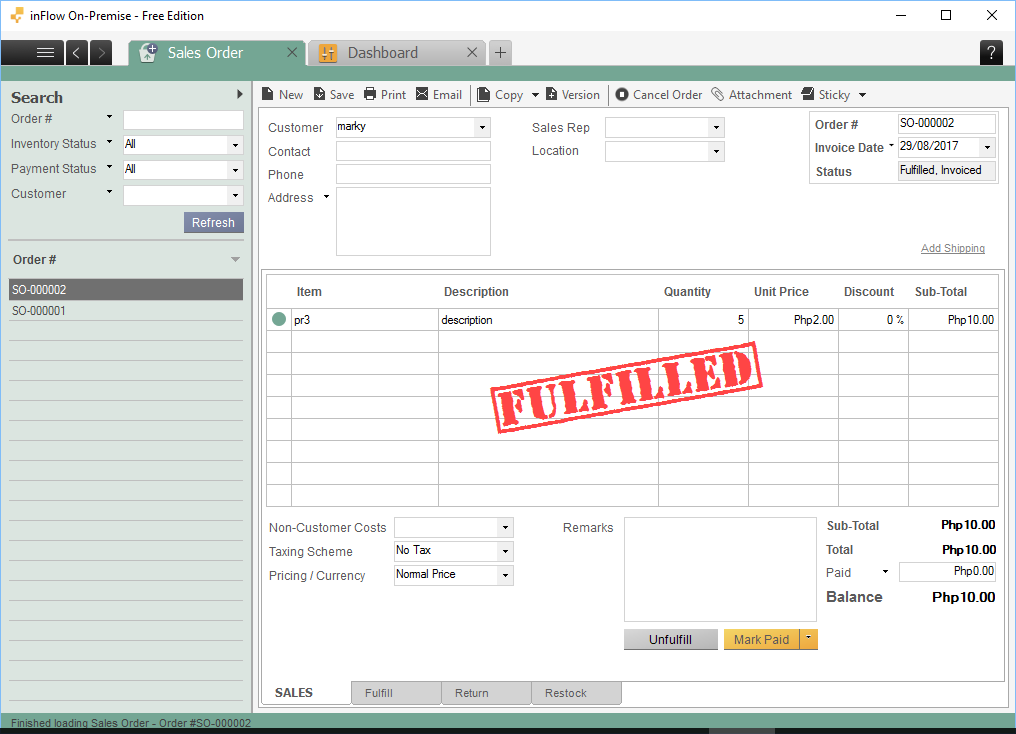 inFlow On-Premise - Free Edition
Sales Order
Dashboard
?
Search
Order #
Inventory Status All
Payment Status All
Customer
Refresh
Order #
SO-000002
SO-000001
New Save Print Email Copy Version Cancel Order Attachment Sticky
Customer marky
Contact
Phone
Address
Sales Rep
Location
Order # SO-000002
Invoice Date 29/08/2017
Status Fulfilled, Invoiced
Add Shipping
Item Description Quantity Unit Price Discount Sub-Total
pr3 description 5 Php2.00 0 % Php10.00
FULFILLED
Non-Customer Costs
Taxing Scheme No Tax
Pricing / Currency Normal Price
Remarks
Sub-Total Php10.00
Total Php10.00
Paid Php0.00
Balance Php10.00
Unfulfill Mark Paid
SALES Fulfill Return Restock
Finished loading Sales Order - Order #SO-000002